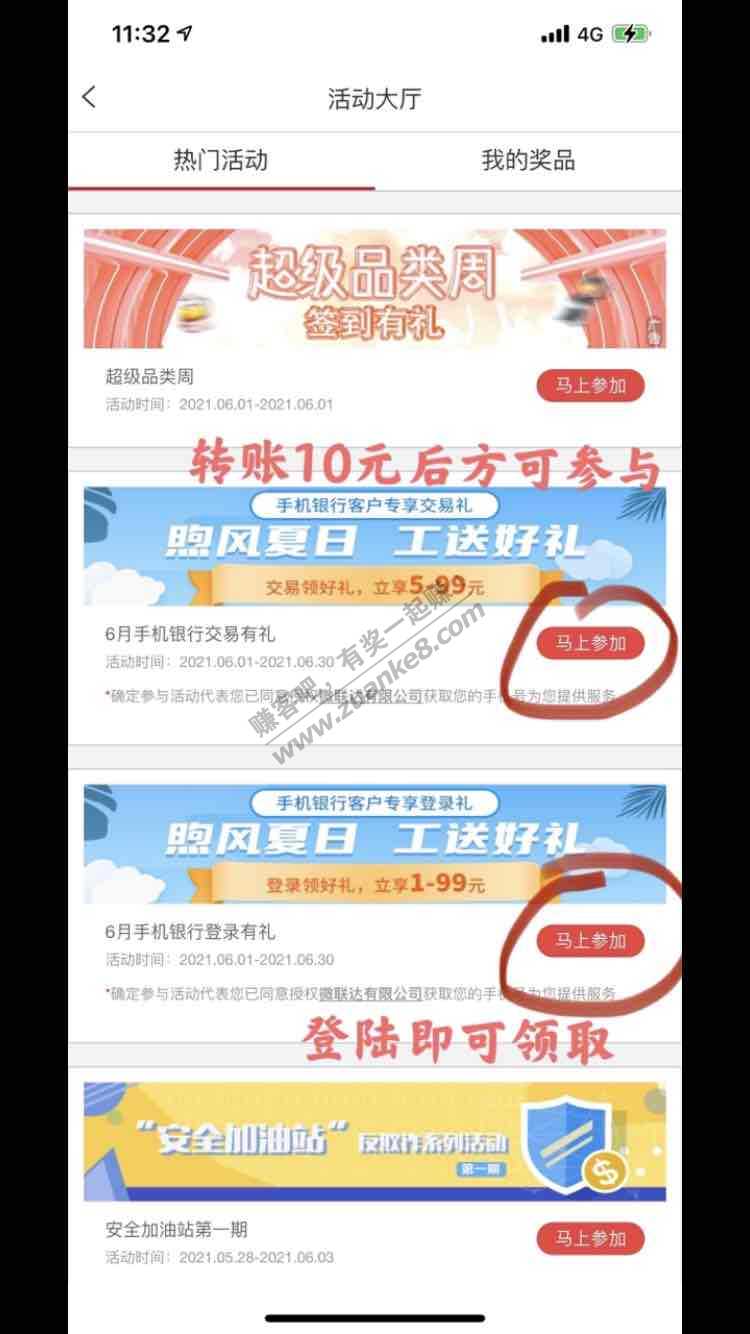 11:32
4G
活动大厅
热门活动
我的奖品
超级品类周
签到有礼
广告
超级品类周
马上参加
活动时间：2021.06.01-2021.06.01
转账10元后方可参与
手机银行客户专享交易礼
煦风夏日 工送好礼
交易领好礼，立享5-99元
6月手机银行交易有礼
马上参加
活动时间：2021.06.01-2021.06.30
*确定参与活动代表您已同意授权微联达有限公司获取您的手机号为您提供服务
赚客吧，有奖一起赚
www.zuanke8.com
手机银行客户专享登录礼
煦风夏日 工送好礼
登录领好礼，立享1-99元
6月手机银行登录有礼
马上参加
活动时间：2021.06.01-2021.06.30
*确定参与活动代表您已同意授权微联达有限公司获取您的手机号为您提供服务
登陆即可领取
“安全加油站”反欺诈系列活动
第一期
安全加油站第一期
马上参加
活动时间：2021.05.28-2021.06.03